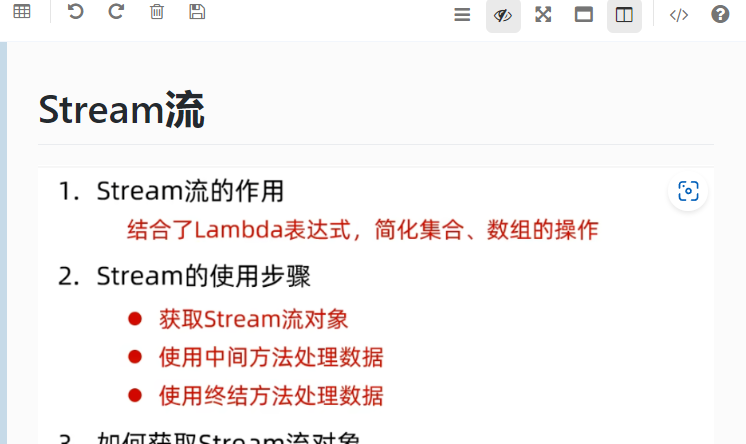 Stream流
1. Stream流的作用
结合了Lambda表达式，简化集合、数组的操作
2. Stream的使用步骤
● 获取Stream流对象
● 使用中间方法处理数据
● 使用终结方法处理数据
3. 如何获取Stream流对象